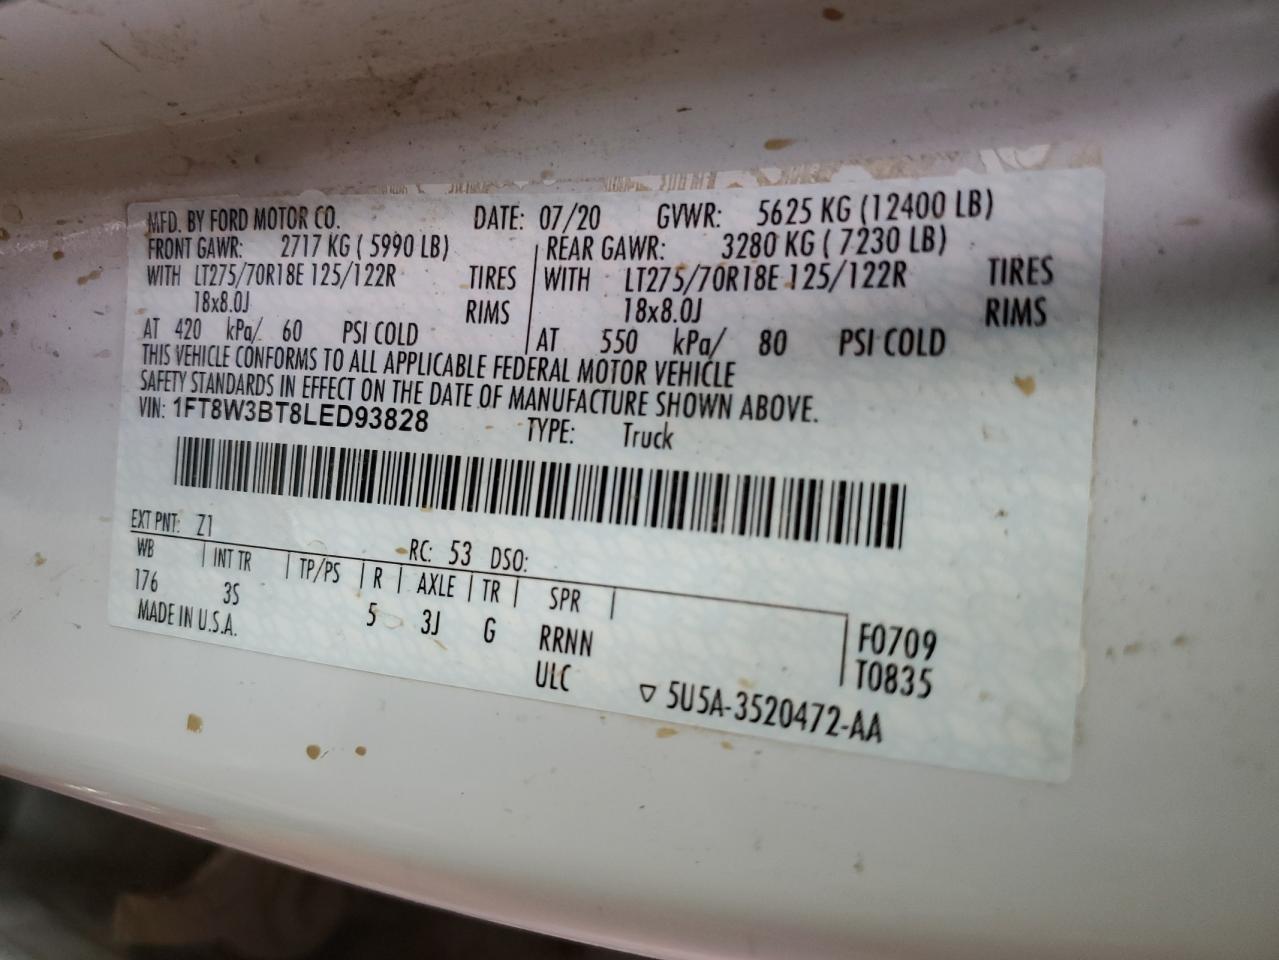 MFD. BY FORD MOTOR CO. DATE: 07/20 GVWR: 5625 KG (12400 LB)
FRONT GAWR: 2717 KG ( 5990 LB) REAR GAWR: 3280 KG ( 7230 LB)
WITH LT275/70R18E 125/122R TIRES WITH LT275/70R18E 125/122R TIRES
18x8.0J RIMS 18x8.0J RIMS
AT 420 kPa/ 60 PSI COLD AT 550 kPa/ 80 PSI COLD
THIS VEHICLE CONFORMS TO ALL APPLICABLE FEDERAL MOTOR VEHICLE
SAFETY STANDARDS IN EFFECT ON THE DATE OF MANUFACTURE SHOWN ABOVE.
VIN: 1FT8W3BT8LED93828 TYPE: Truck
EXT PNT: Z1 RC: 53 DSO:
WB INT TR TP/PS R AXLE TR SPR
176 3S 5 3J G RRNN F0709
MADE IN U.S.A. ULC T0835
▽ 5U5A-3520472-AA